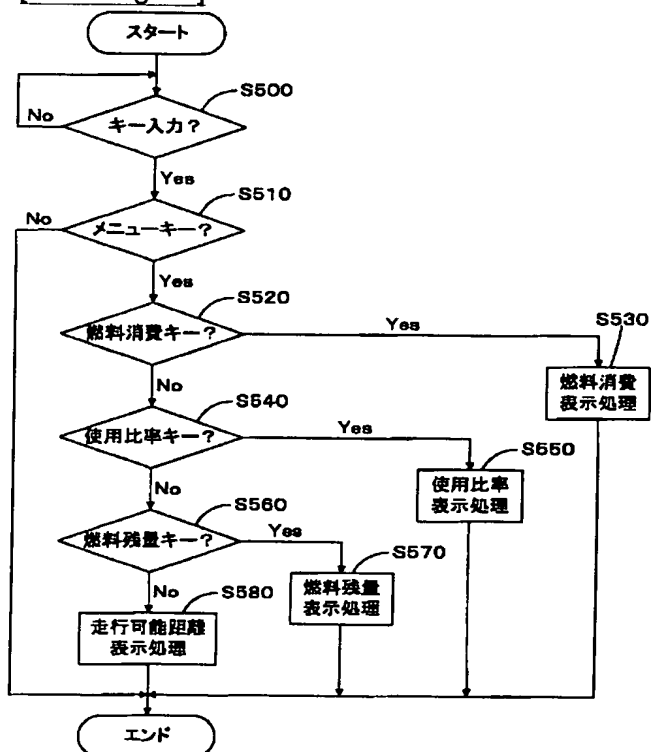 スタート
S500
キー入力？
No
Yes
S510
No
メニューキー？
Yes
S520
燃料消費キー？
Yes
S530
燃料消費
表示処理
No
S540
使用比率キー？
Yes
S550
使用比率
表示処理
No
S560
燃料残量キー？
Yes
S570
燃料残量
表示処理
No
S580
走行可能距離
表示処理
エンド